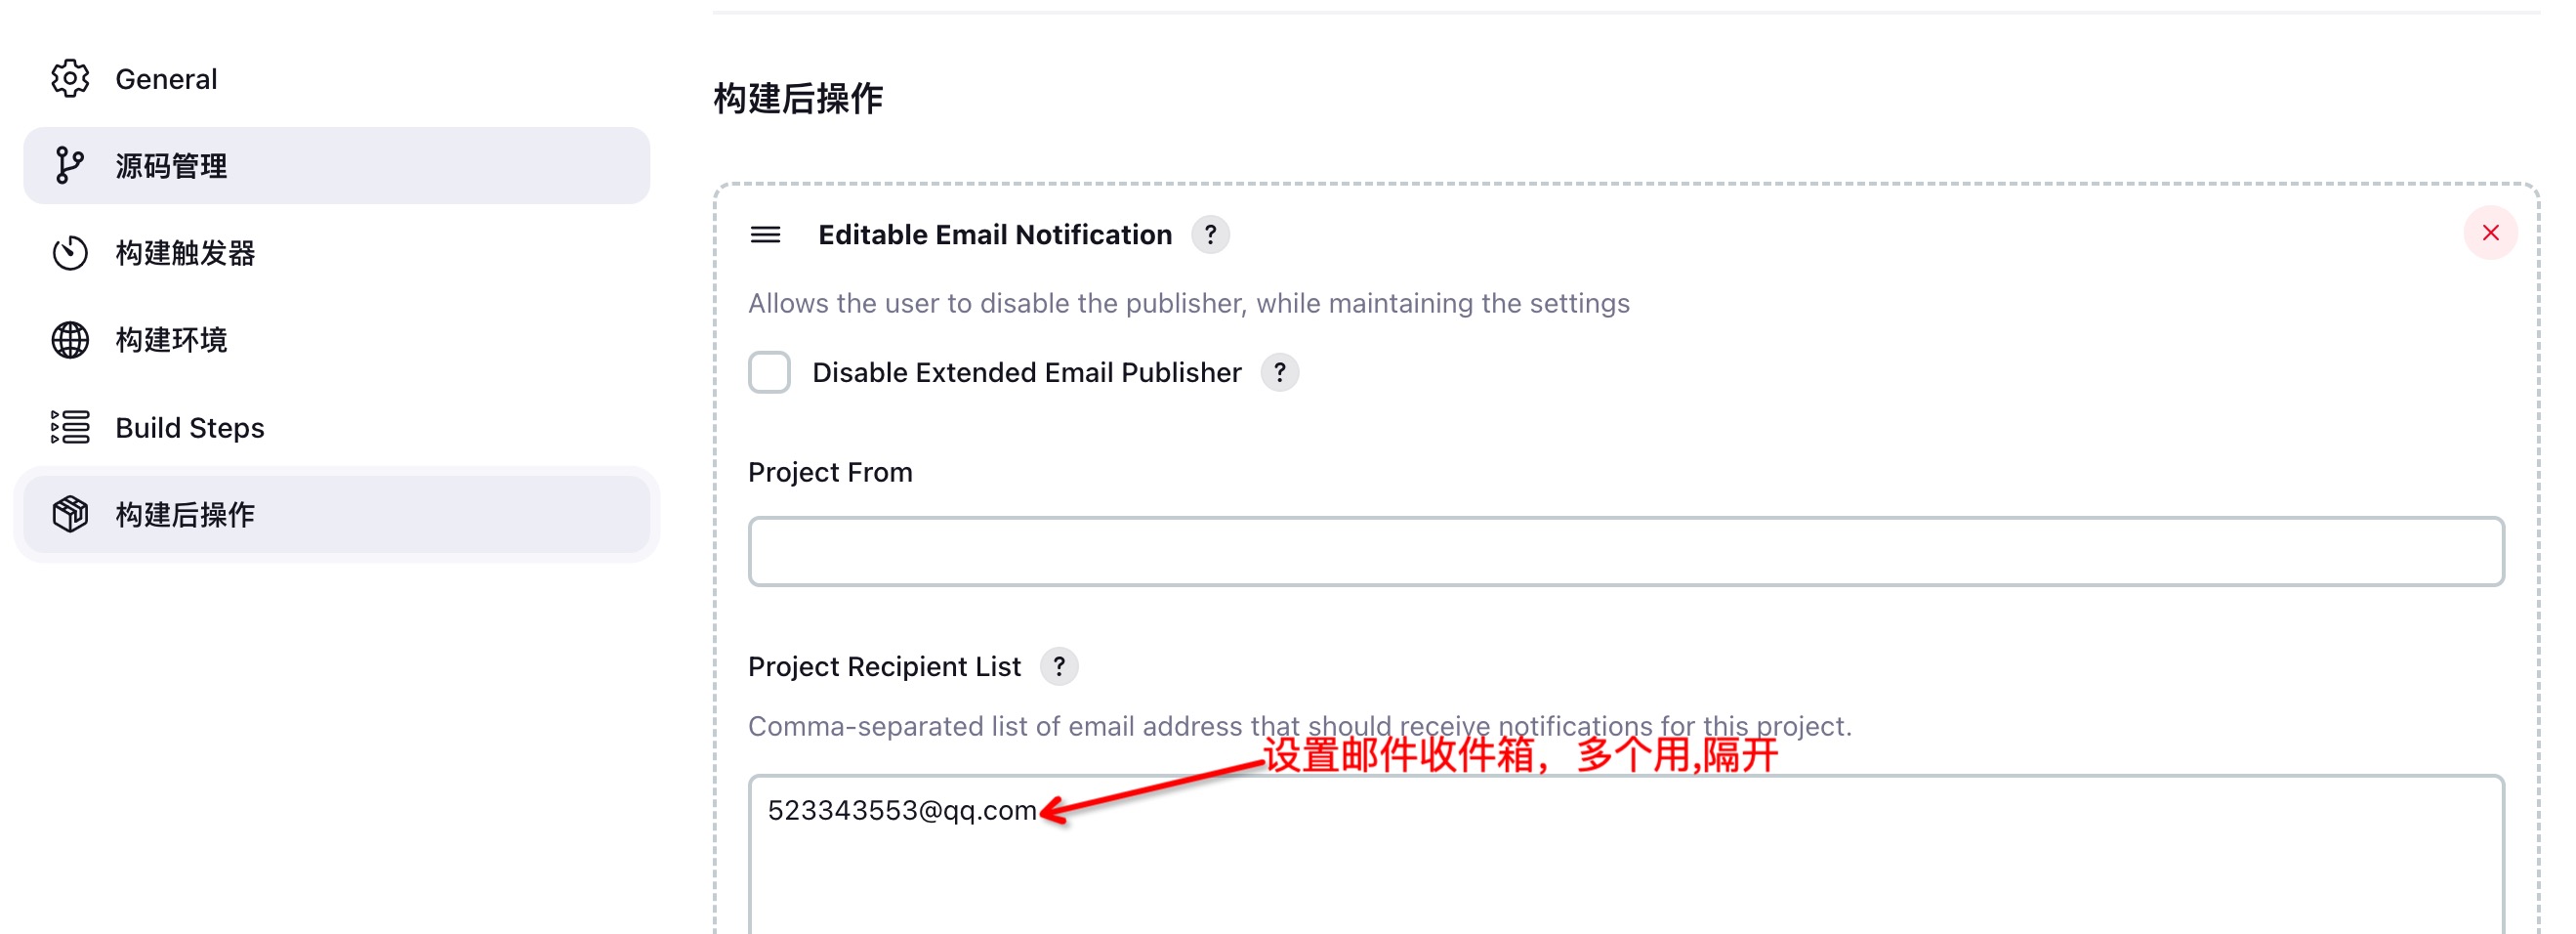 General
源码管理
构建触发器
构建环境
Build Steps
构建后操作
构建后操作
Editable Email Notification ?
Allows the user to disable the publisher, while maintaining the settings
Disable Extended Email Publisher ?
Project From
Project Recipient List ?
Comma-separated list of email address that should receive notifications for this project.
设置邮件收件箱，多个用,隔开
523343553@qq.com